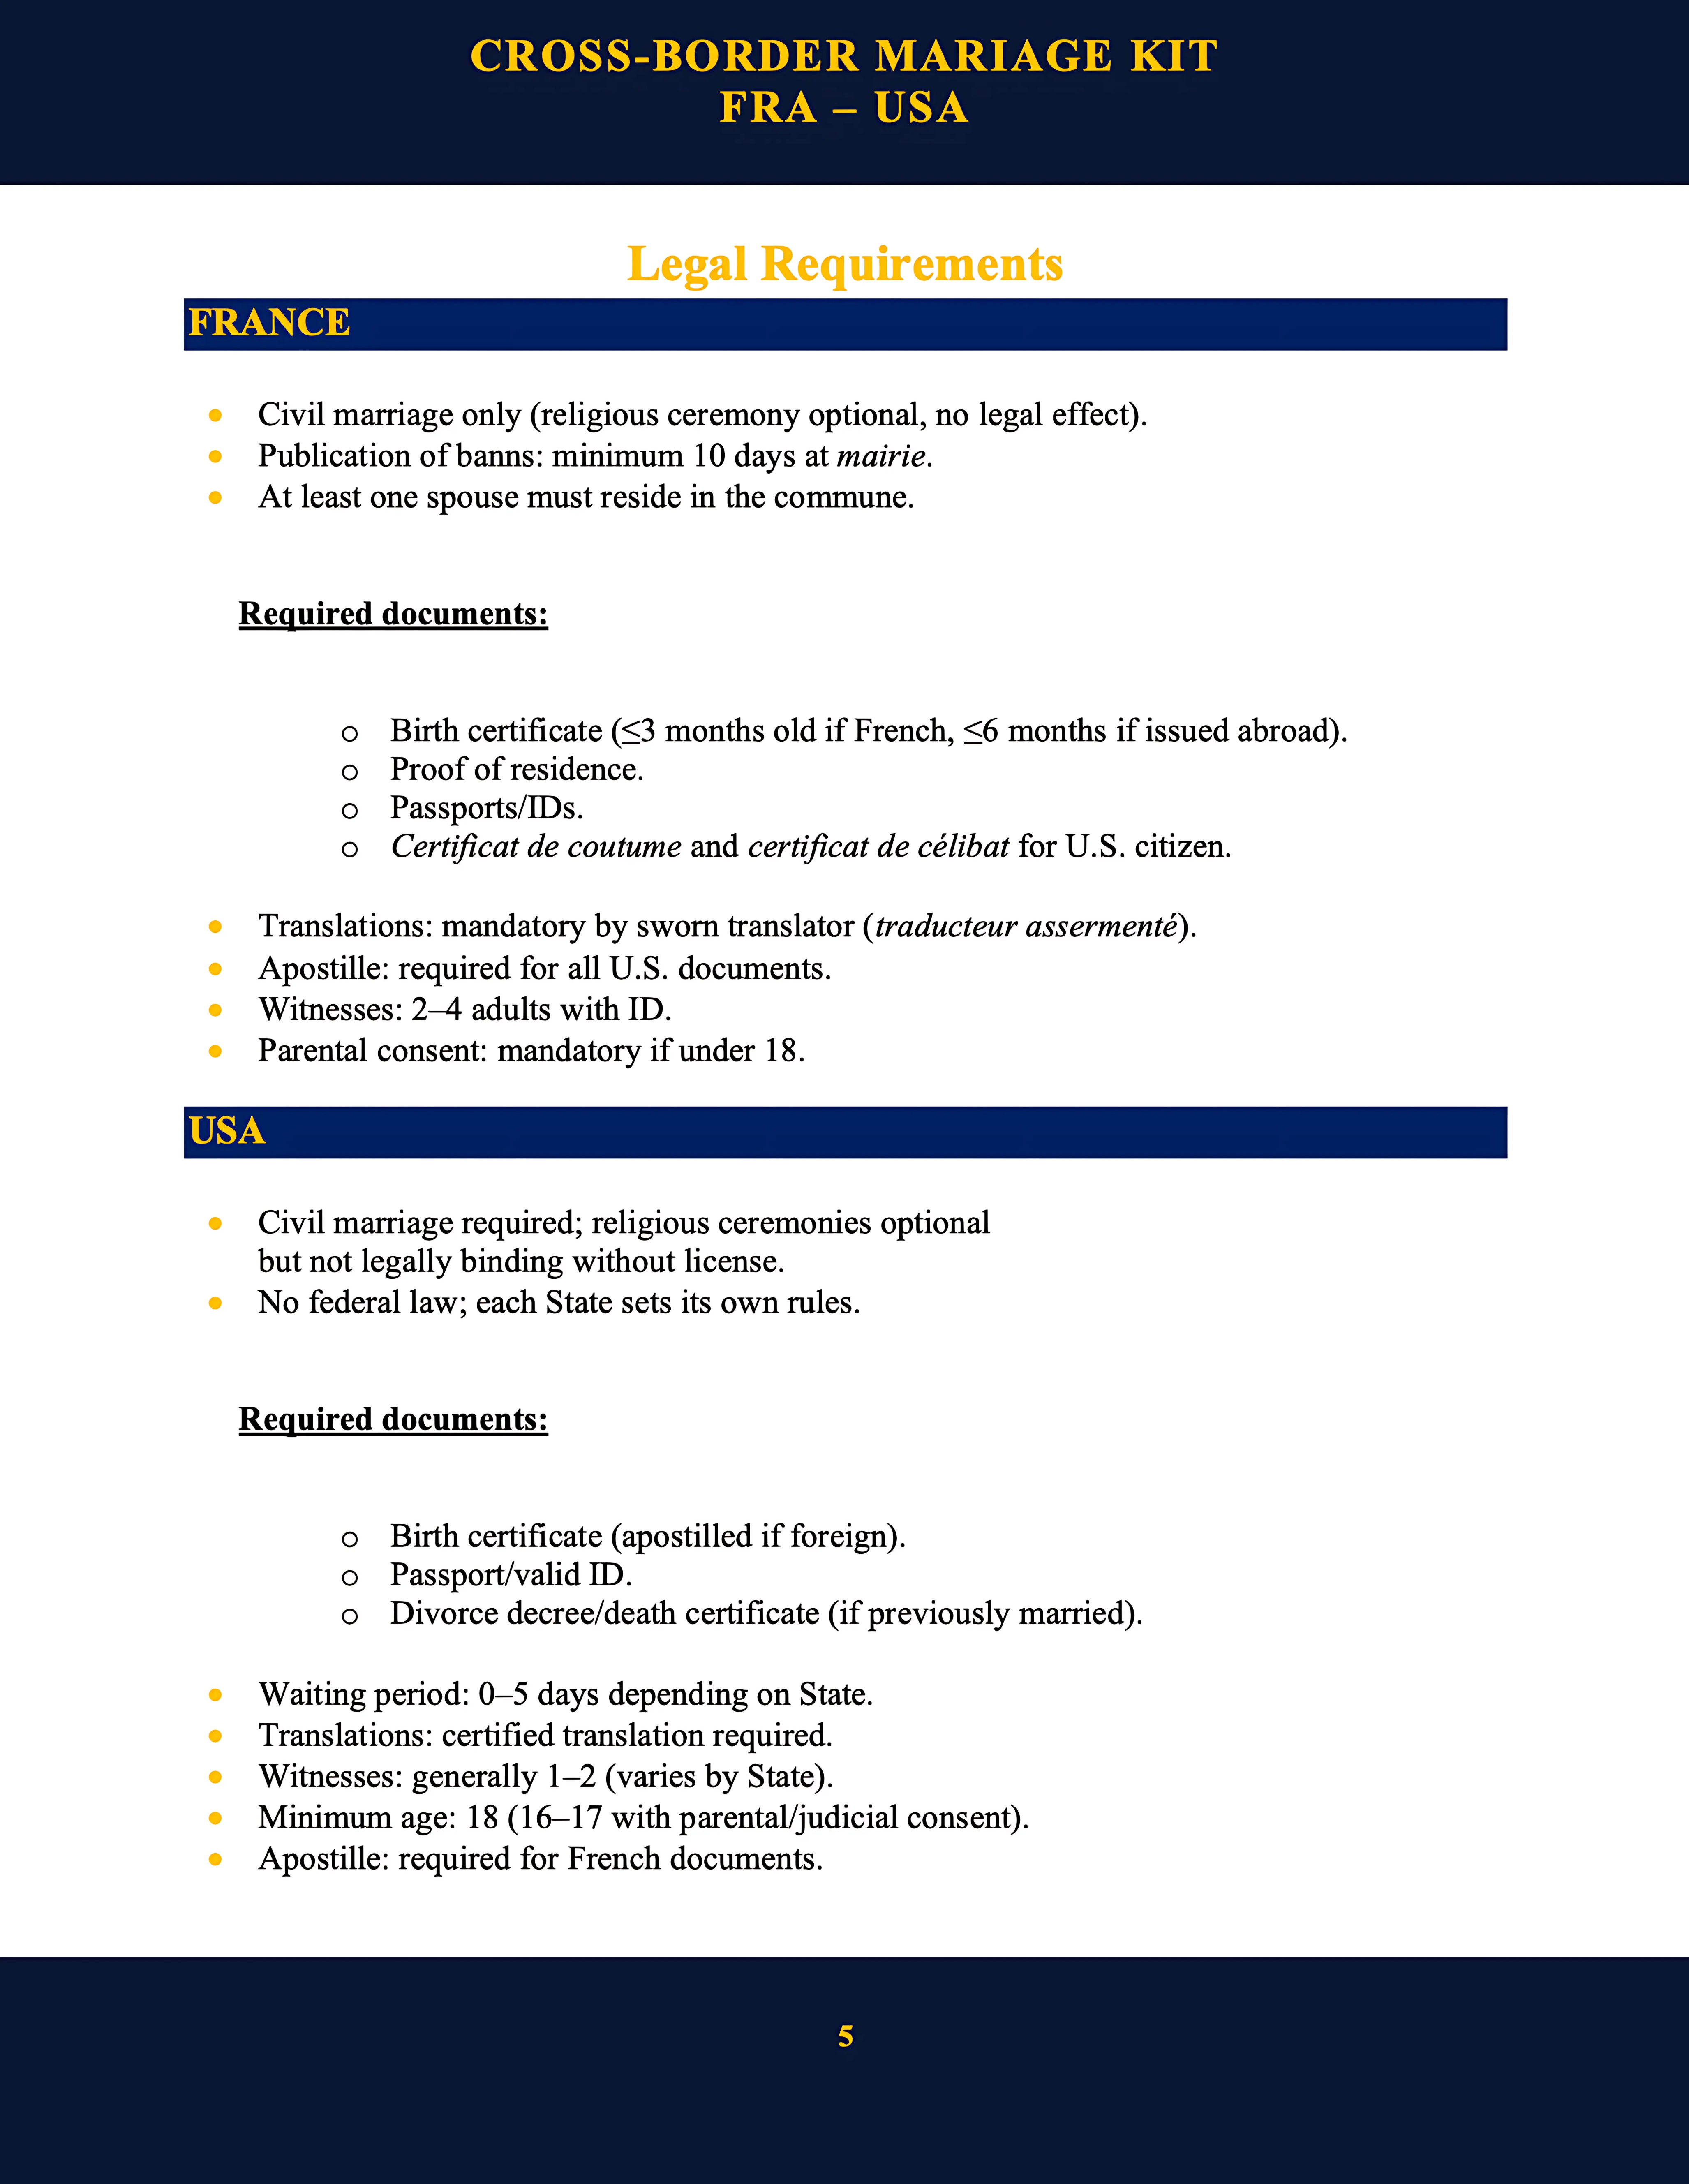 CROSS-BORDER MARIAGE KIT
FRA – USA
Legal Requirements
FRANCE
● Civil marriage only (religious ceremony optional, no legal effect).
● Publication of banns: minimum 10 days at mairie.
● At least one spouse must reside in the commune.
Required documents:
o Birth certificate (≤3 months old if French, ≤6 months if issued abroad).
o Proof of residence.
o Passports/IDs.
o Certificat de coutume and certificat de célibat for U.S. citizen.
● Translations: mandatory by sworn translator (traducteur assermenté).
● Apostille: required for all U.S. documents.
● Witnesses: 2–4 adults with ID.
● Parental consent: mandatory if under 18.
USA
● Civil marriage required; religious ceremonies optional
but not legally binding without license.
● No federal law; each State sets its own rules.
Required documents:
o Birth certificate (apostilled if foreign).
o Passport/valid ID.
o Divorce decree/death certificate (if previously married).
● Waiting period: 0–5 days depending on State.
● Translations: certified translation required.
● Witnesses: generally 1–2 (varies by State).
● Minimum age: 18 (16–17 with parental/judicial consent).
● Apostille: required for French documents.
5